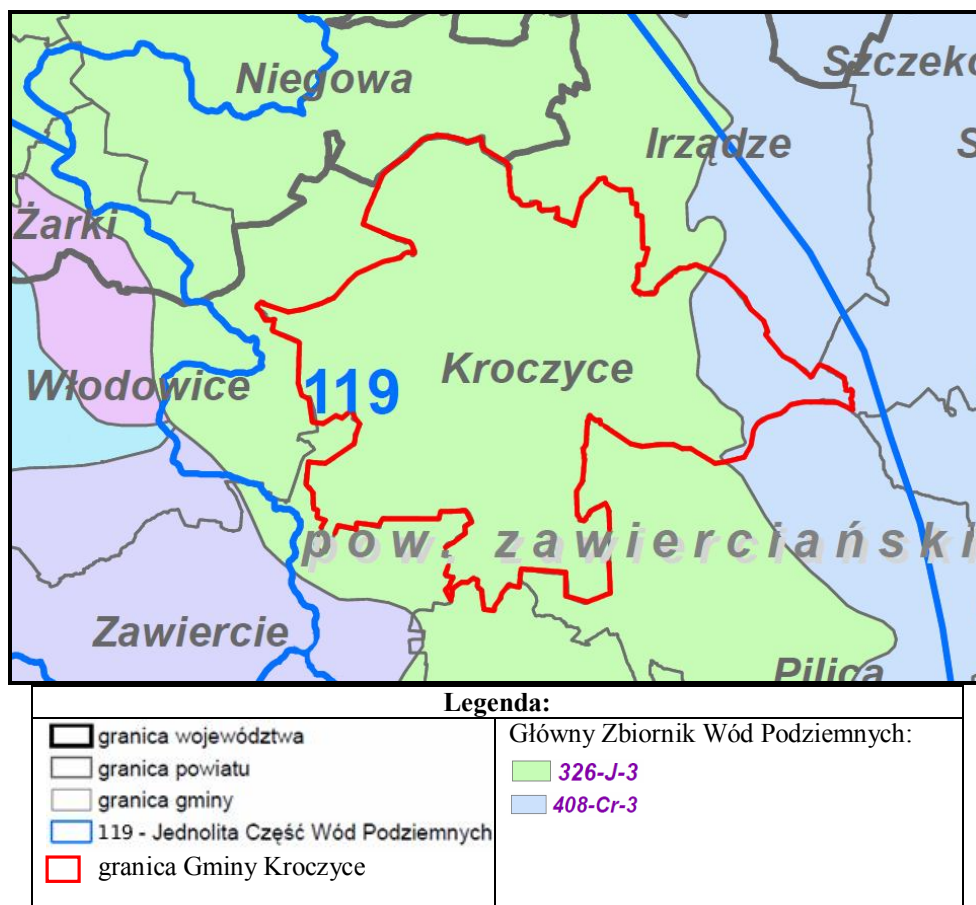 Niegowa
Szczeko
Irządze
S
Żarki
Kroczyce
Włodowice
119
pow. zawierciański
Zawiercie
Pilica
Legenda:
granica województwa
granica powiatu
granica gminy
119 - Jednolita Część Wód Podziemnych
granica Gminy Kroczyce
Główny Zbiornik Wód Podziemnych:
326-J-3
408-Cr-3